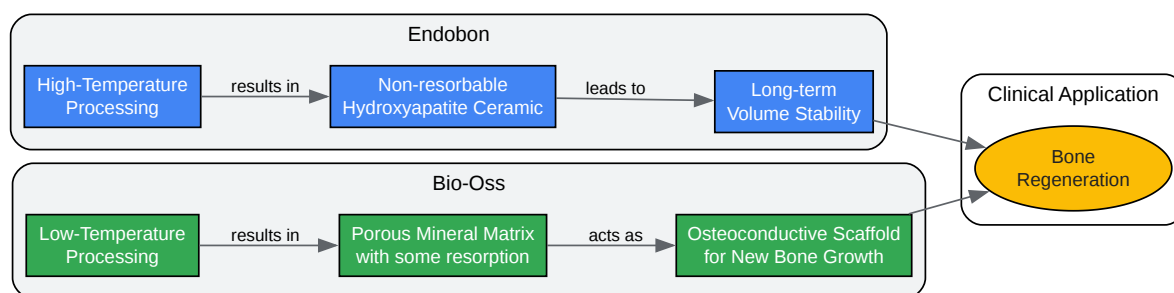 Endobon
High-Temperature
Processing
results in
Non-resorbable
Hydroxyapatite Ceramic
leads to
Long-term
Volume Stability
Bio-Oss
Low-Temperature
Processing
results in
Porous Mineral Matrix
with some resorption
acts as
Osteoconductive Scaffold
for New Bone Growth
Clinical Application
Bone
Regeneration